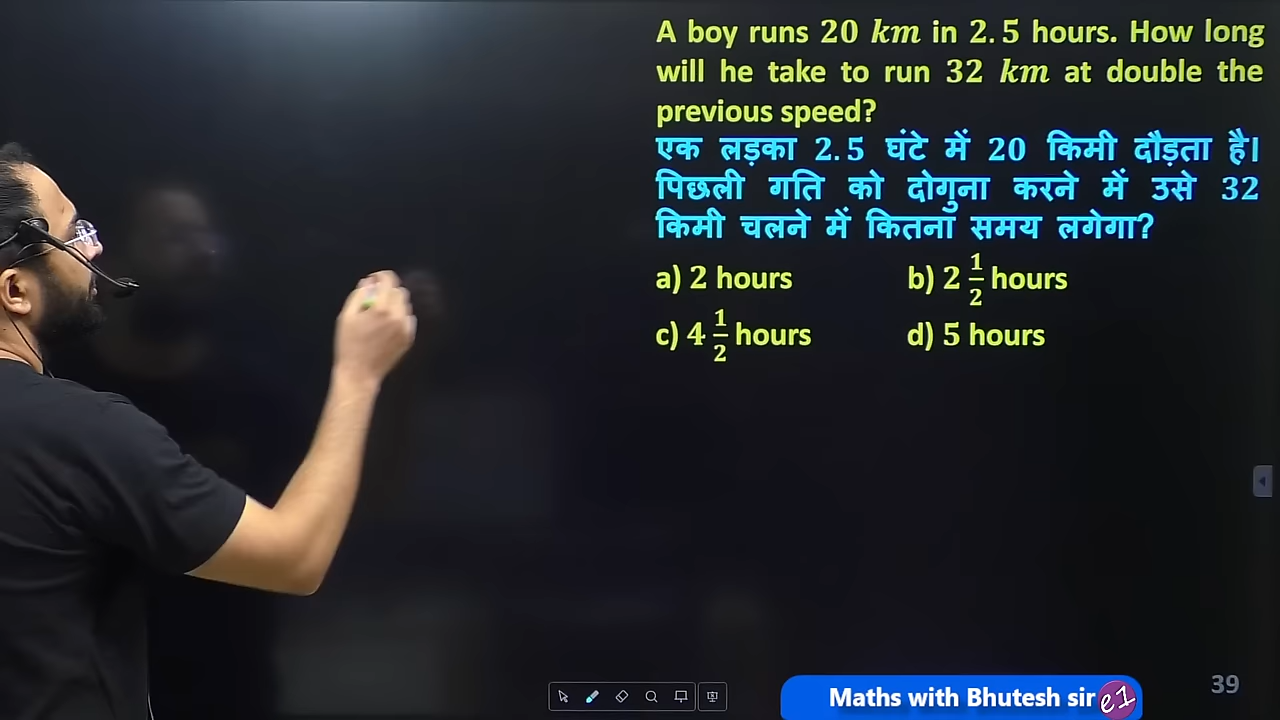 A boy runs 20 km in 2.5 hours. How long
will he take to run 32 km at double the
previous speed?
एक लड़का 2.5 घंटे में 20 किमी दौड़ता है।
पिछली गति को दोगुना करने में उसे 32
किमी चलने में कितना समय लगेगा?
a) 2 hours b) 2 1/2 hours
c) 4 1/2 hours d) 5 hours
Maths with Bhutesh sir e1
39